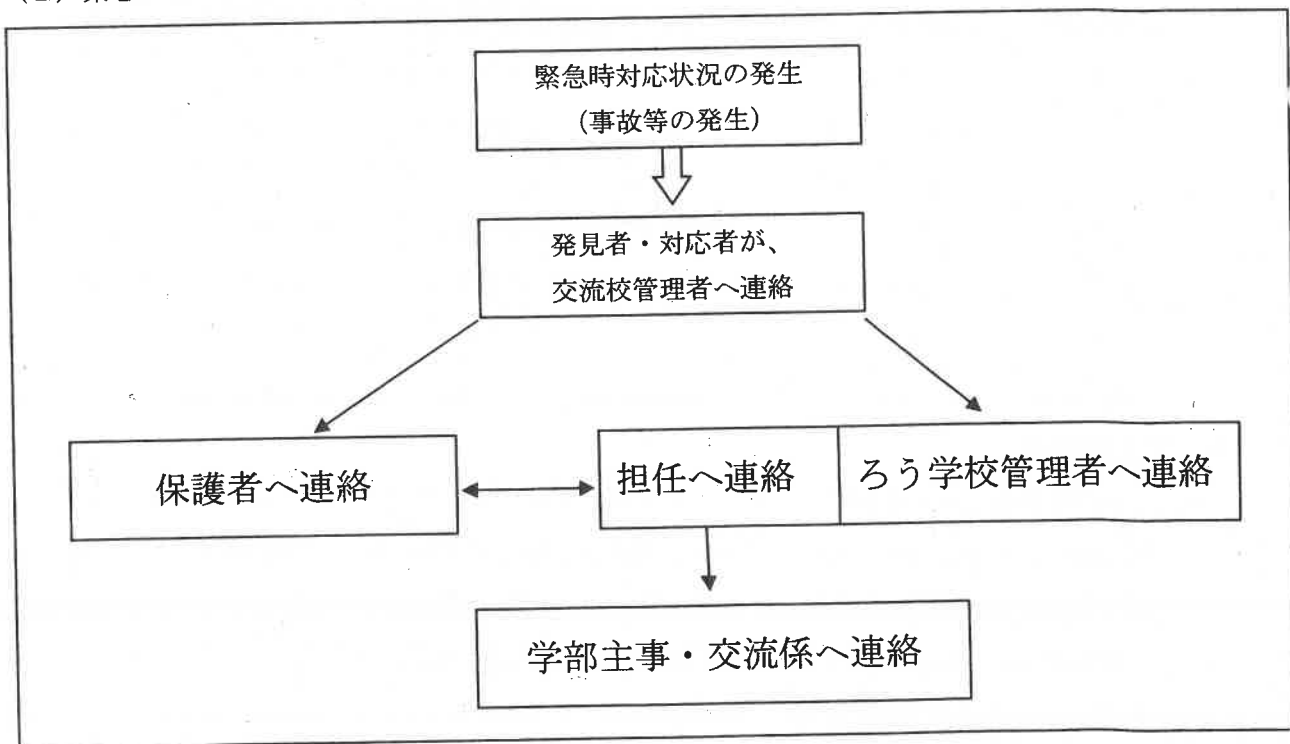 緊急時対応状況の発生
(事故等の発生)
発見者・対応者が、
交流校管理者へ連絡
保護者へ連絡
担任へ連絡
ろう学校管理者へ連絡
学部主事・交流係へ連絡